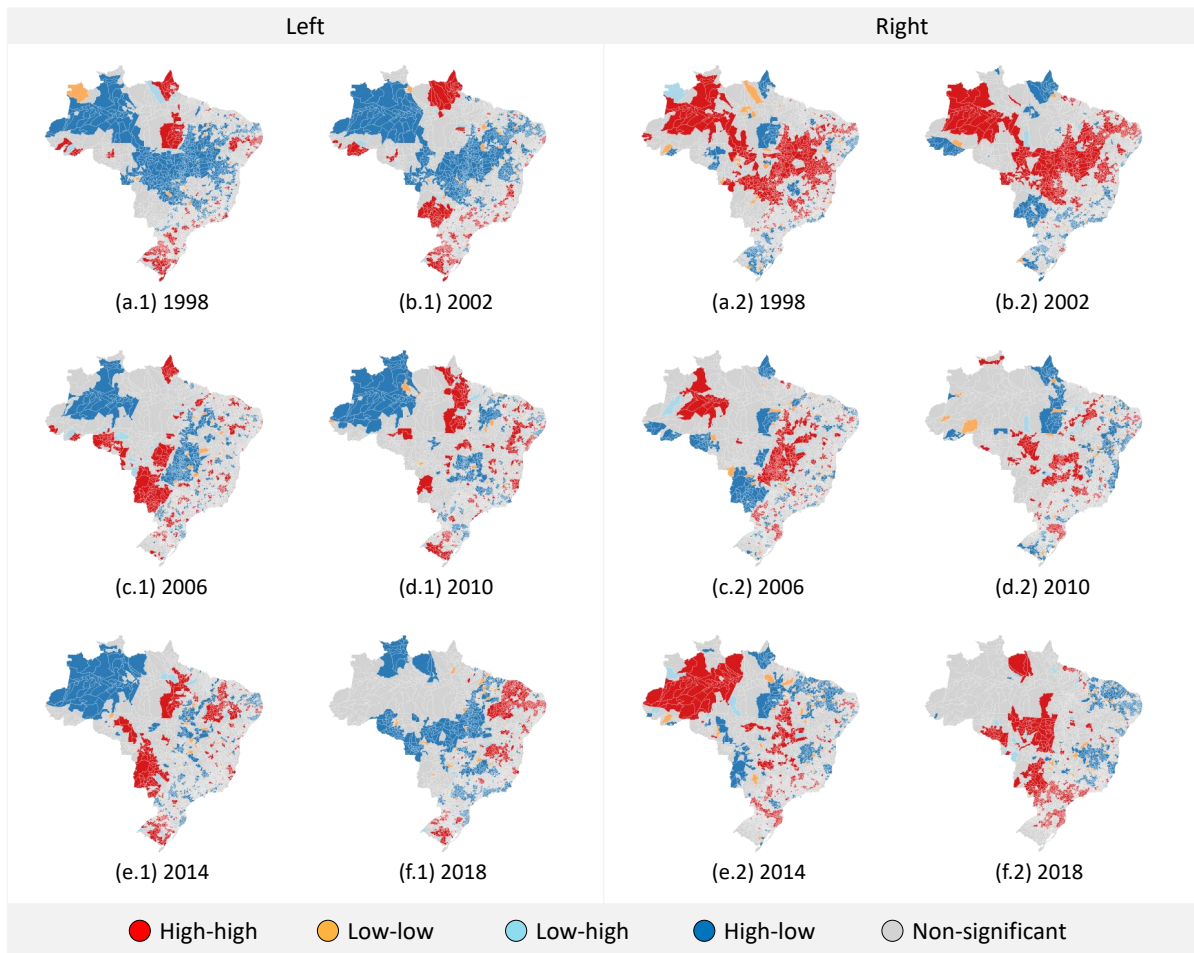 Left Right
(a.1) 1998 (b.1) 2002 (a.2) 1998 (b.2) 2002
(c.1) 2006 (d.1) 2010 (c.2) 2006 (d.2) 2010
(e.1) 2014 (f.1) 2018 (e.2) 2014 (f.2) 2018
High-high Low-low Low-high High-low Non-significant